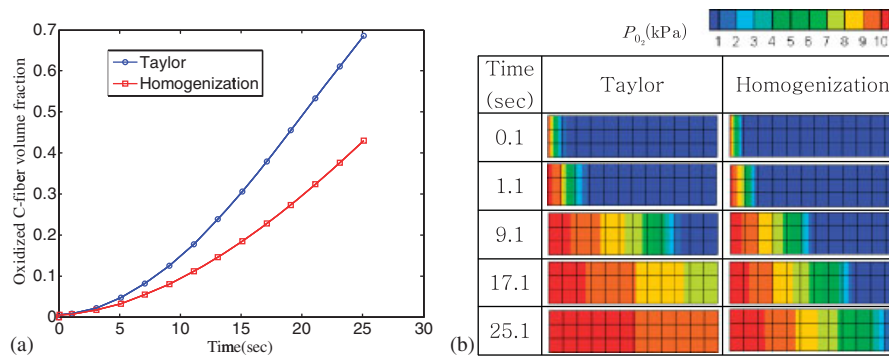 0.7
0.6
0.5
0.4
0.3
0.2
0.1
0
Oxidized C-fiber volume fraction
Taylor
Homogenization
0 5 10 15 20 25 30
Time(sec)
(a)
P0₂(kPa)
1 2 3 4 5 6 7 8 9 10
Time (sec)
Taylor
Homogenization
0.1
1.1
9.1
17.1
25.1
(b)